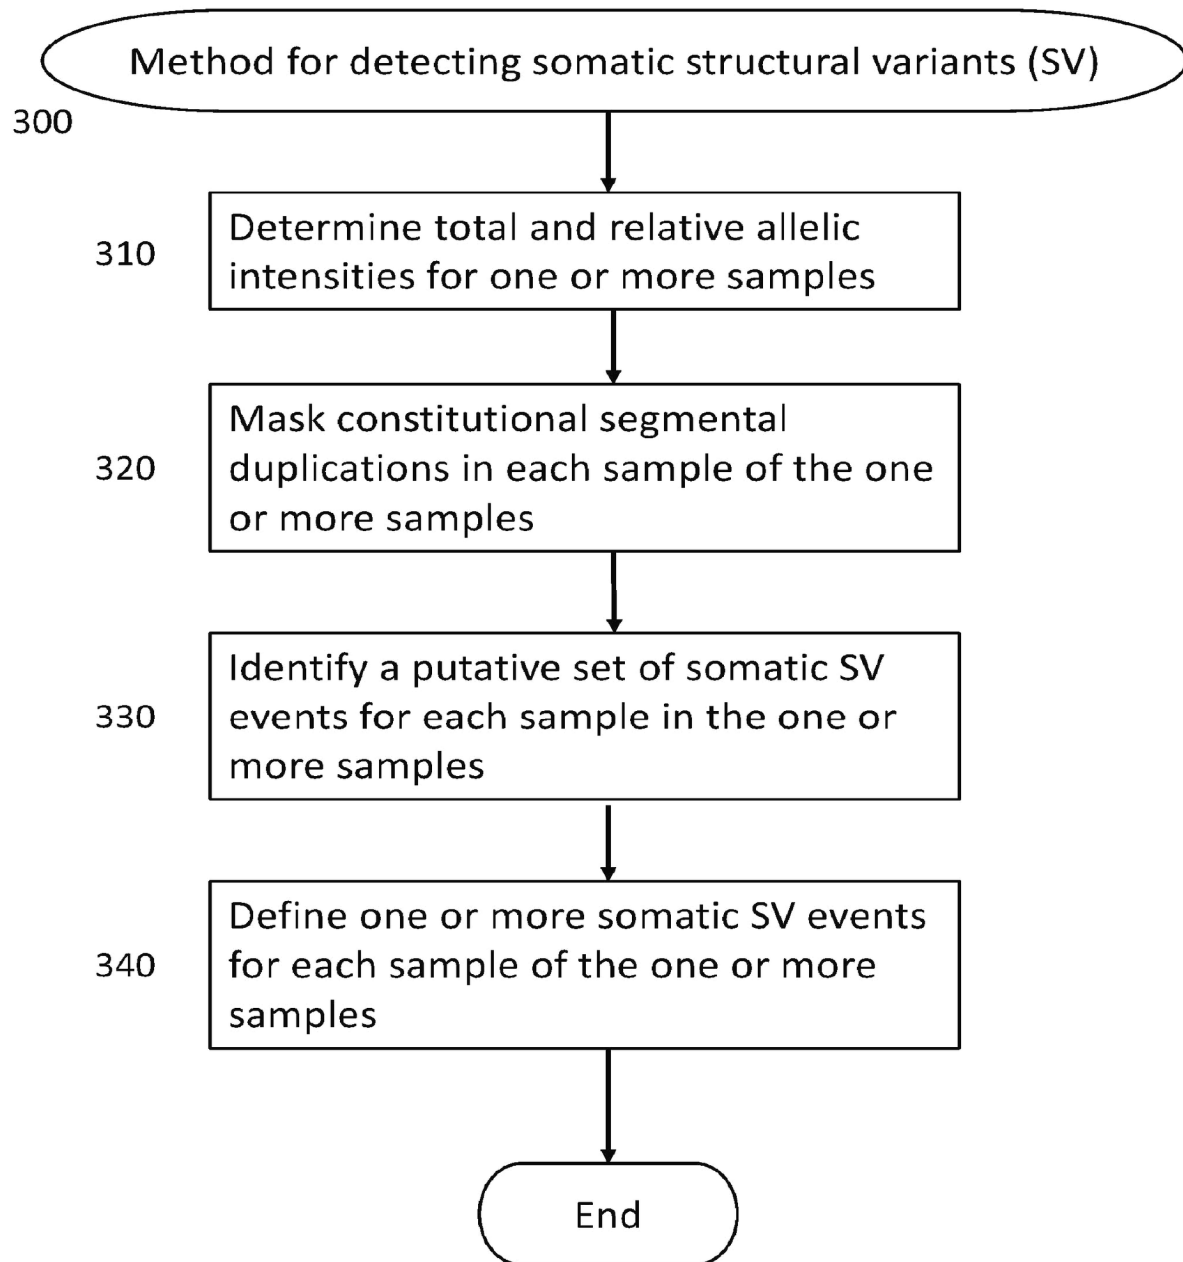 Method for detecting somatic structural variants (SV)
300
310
Determine total and relative allelic
intensities for one or more samples
320
Mask constitutional segmental
duplications in each sample of the one
or more samples
330
Identify a putative set of somatic SV
events for each sample in the one or
more samples
340
Define one or more somatic SV events
for each sample of the one or more
samples
End